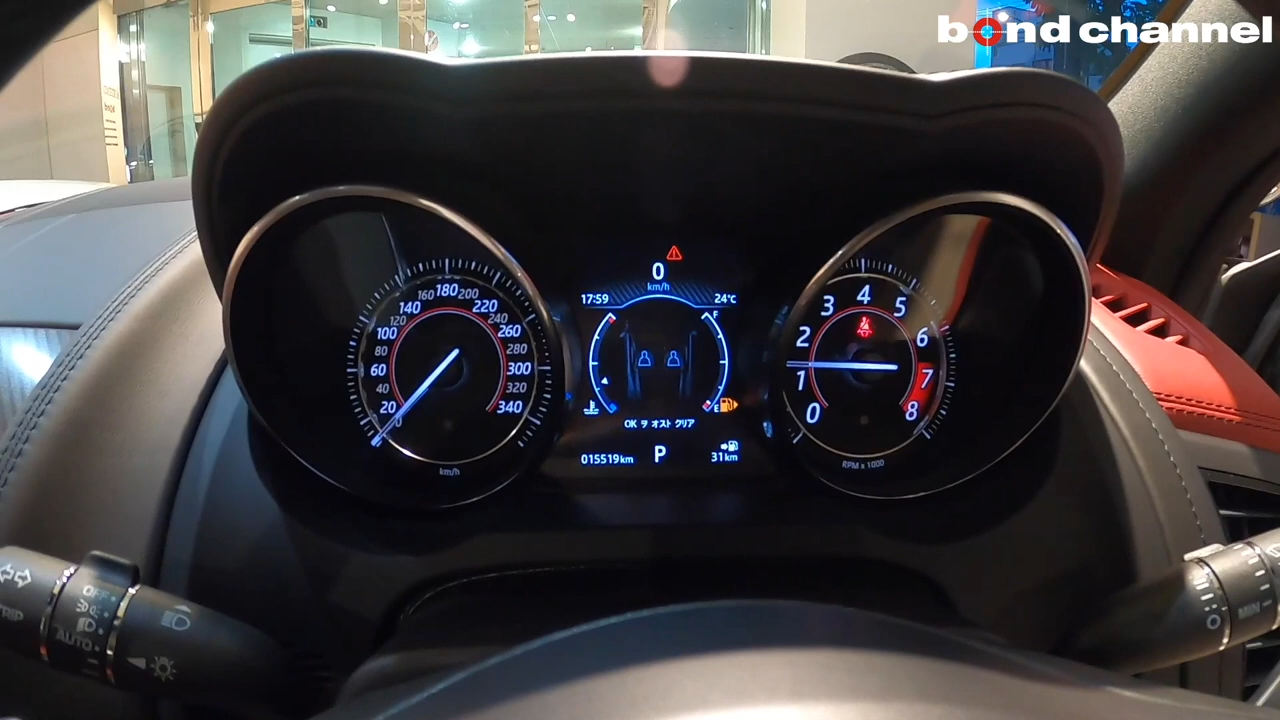 bond channel
0
km/h
17:59
24°C
F
E
OK ヲ オスト クリア
015519km
P
31km
0
20
40
60
80
100
120
140
160
180
200
220
240
260
280
300
320
340
km/h
0
1
2
3
4
5
6
7
8
RPM x 1000
TRIP
OFF
AUTO
MIN